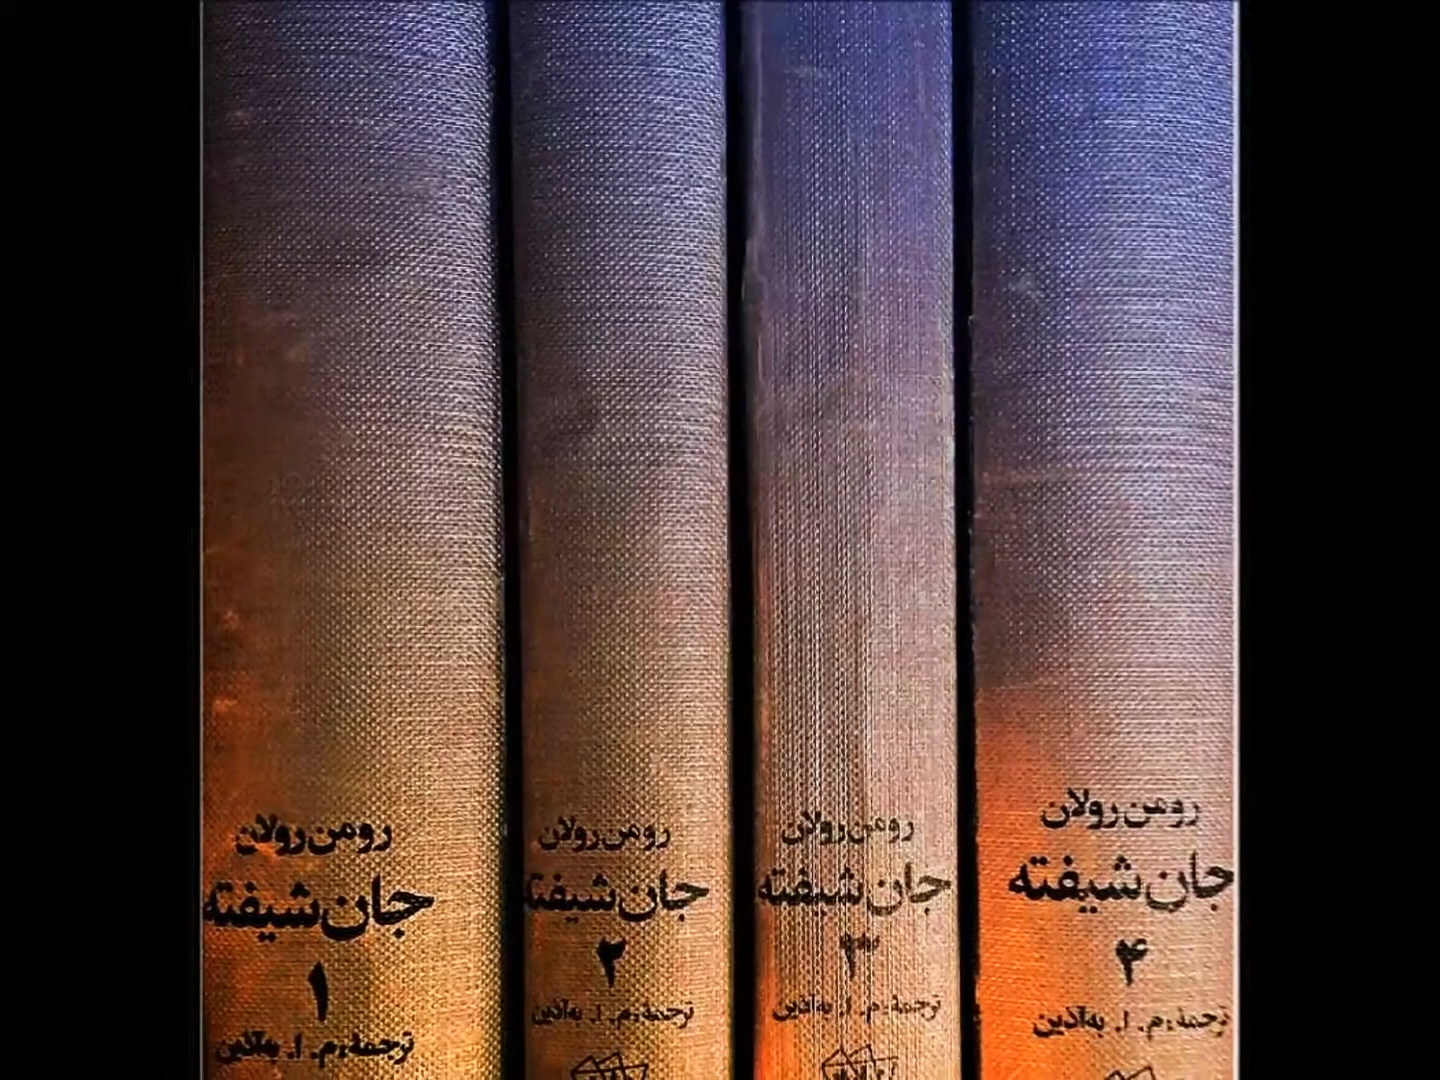 رومن رولان
جان شیفته
۱
ترجمهٔ م. ا. به‌آذین
رومن رولان
جان شیفته
۲
ترجمهٔ م. ا. به‌آذین
رومن رولان
جان شیفته
۳
ترجمهٔ م. ا. به‌آذین
رومن رولان
جان شیفته
۴
ترجمهٔ م. ا. به‌آذین